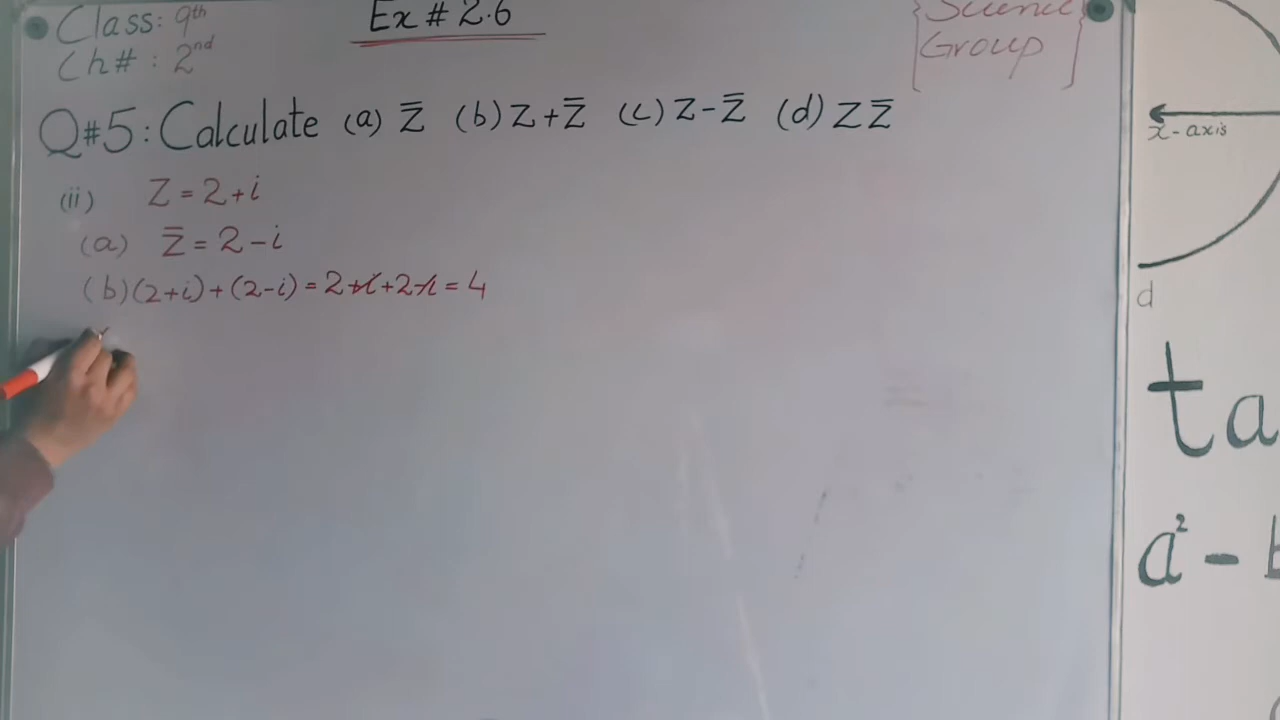 Class: 9th
Ch# : 2nd
Ex # 2.6
Science
Group
Q#5: Calculate (a) z̅ (b) z + z̅ (c) z - z̅ (d) z z̅
(ii) Z = 2 + i
(a) z̅ = 2 - i
(b) (2+i) + (2-i) = 2+i+2-i = 4
x-axis
d
ta
a² -